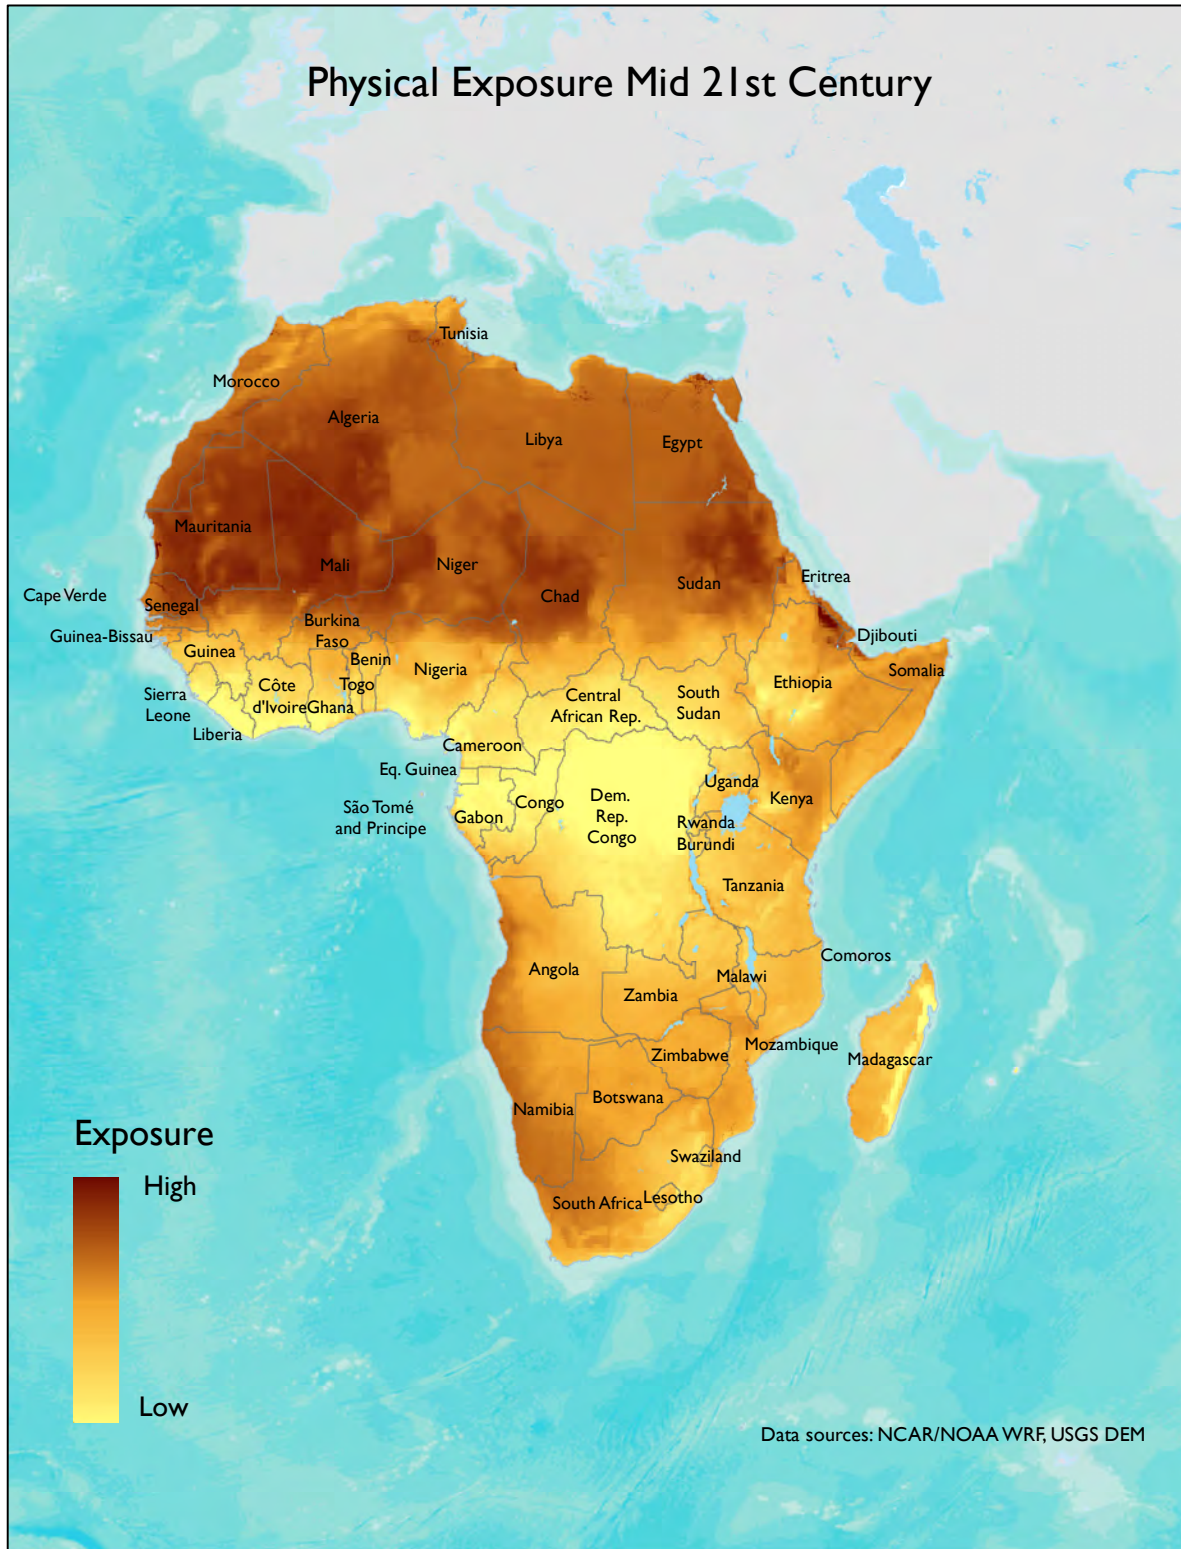 Physical Exposure Mid 21st Century
Tunisia
Morocco
Algeria
Libya
Egypt
Mauritania
Mali
Niger
Chad
Sudan
Eritrea
Cape Verde
Senegal
Burkina
Faso
Djibouti
Guinea-Bissau
Guinea
Benin
Nigeria
Somalia
Ethiopia
Togo
Côte
d'Ivoire
Ghana
Sierra
Leone
Liberia
Central
African Rep.
South
Sudan
Cameroon
Eq. Guinea
Uganda
Kenya
Congo
Dem.
Rep.
Congo
Gabon
São Tomé
and Principe
Rwanda
Burundi
Tanzania
Comoros
Angola
Malawi
Zambia
Mozambique
Zimbabwe
Madagascar
Botswana
Namibia
Swaziland
South Africa
Lesotho
Exposure
High
Low
Data sources: NCAR/NOAA WRF, USGS DEM